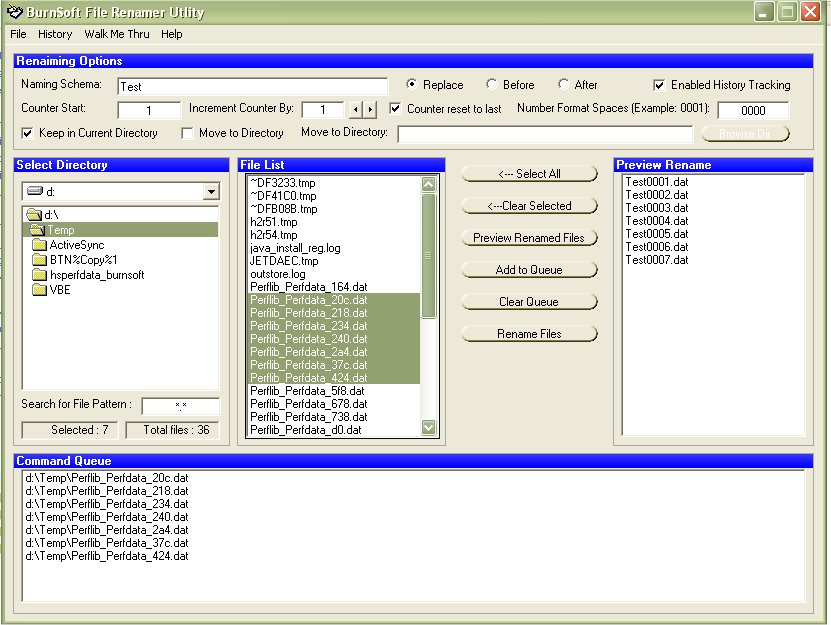 BurnSoft File Renamer Utlity
File History Walk Me Thru Help
Renaiming Options
Naming Schema: Test Replace Before After Enabled History Tracking
Counter Start: 1 Increment Counter By: 1 Counter reset to last Number Format Spaces (Example: 0001): 0000
Keep in Current Directory Move to Directory Move to Directory: Browse Dir
Select Directory
d:
d:\
Temp
ActiveSync
BTN%Copy%1
hsperfdata_burnsoft
VBE
Search for File Pattern : *.*
Selected : 7 Total files : 36
File List
~DF3233.tmp
~DF41C0.tmp
~DFB08B.tmp
h2r51.tmp
h2r54.tmp
java_install_reg.log
JETDAEC.tmp
outstore.log
Perflib_Perfdata_164.dat
Perflib_Perfdata_20c.dat
Perflib_Perfdata_218.dat
Perflib_Perfdata_234.dat
Perflib_Perfdata_240.dat
Perflib_Perfdata_2a4.dat
Perflib_Perfdata_37c.dat
Perflib_Perfdata_424.dat
Perflib_Perfdata_5f8.dat
Perflib_Perfdata_678.dat
Perflib_Perfdata_738.dat
Perflib_Perfdata_d0.dat
<--- Select All
<---Clear Selected
Preview Renamed Files
Add to Queue
Clear Queue
Rename Files
Preview Rename
Test0001.dat
Test0002.dat
Test0003.dat
Test0004.dat
Test0005.dat
Test0006.dat
Test0007.dat
Command Queue
d:\Temp\Perflib_Perfdata_20c.dat
d:\Temp\Perflib_Perfdata_218.dat
d:\Temp\Perflib_Perfdata_234.dat
d:\Temp\Perflib_Perfdata_240.dat
d:\Temp\Perflib_Perfdata_2a4.dat
d:\Temp\Perflib_Perfdata_37c.dat
d:\Temp\Perflib_Perfdata_424.dat